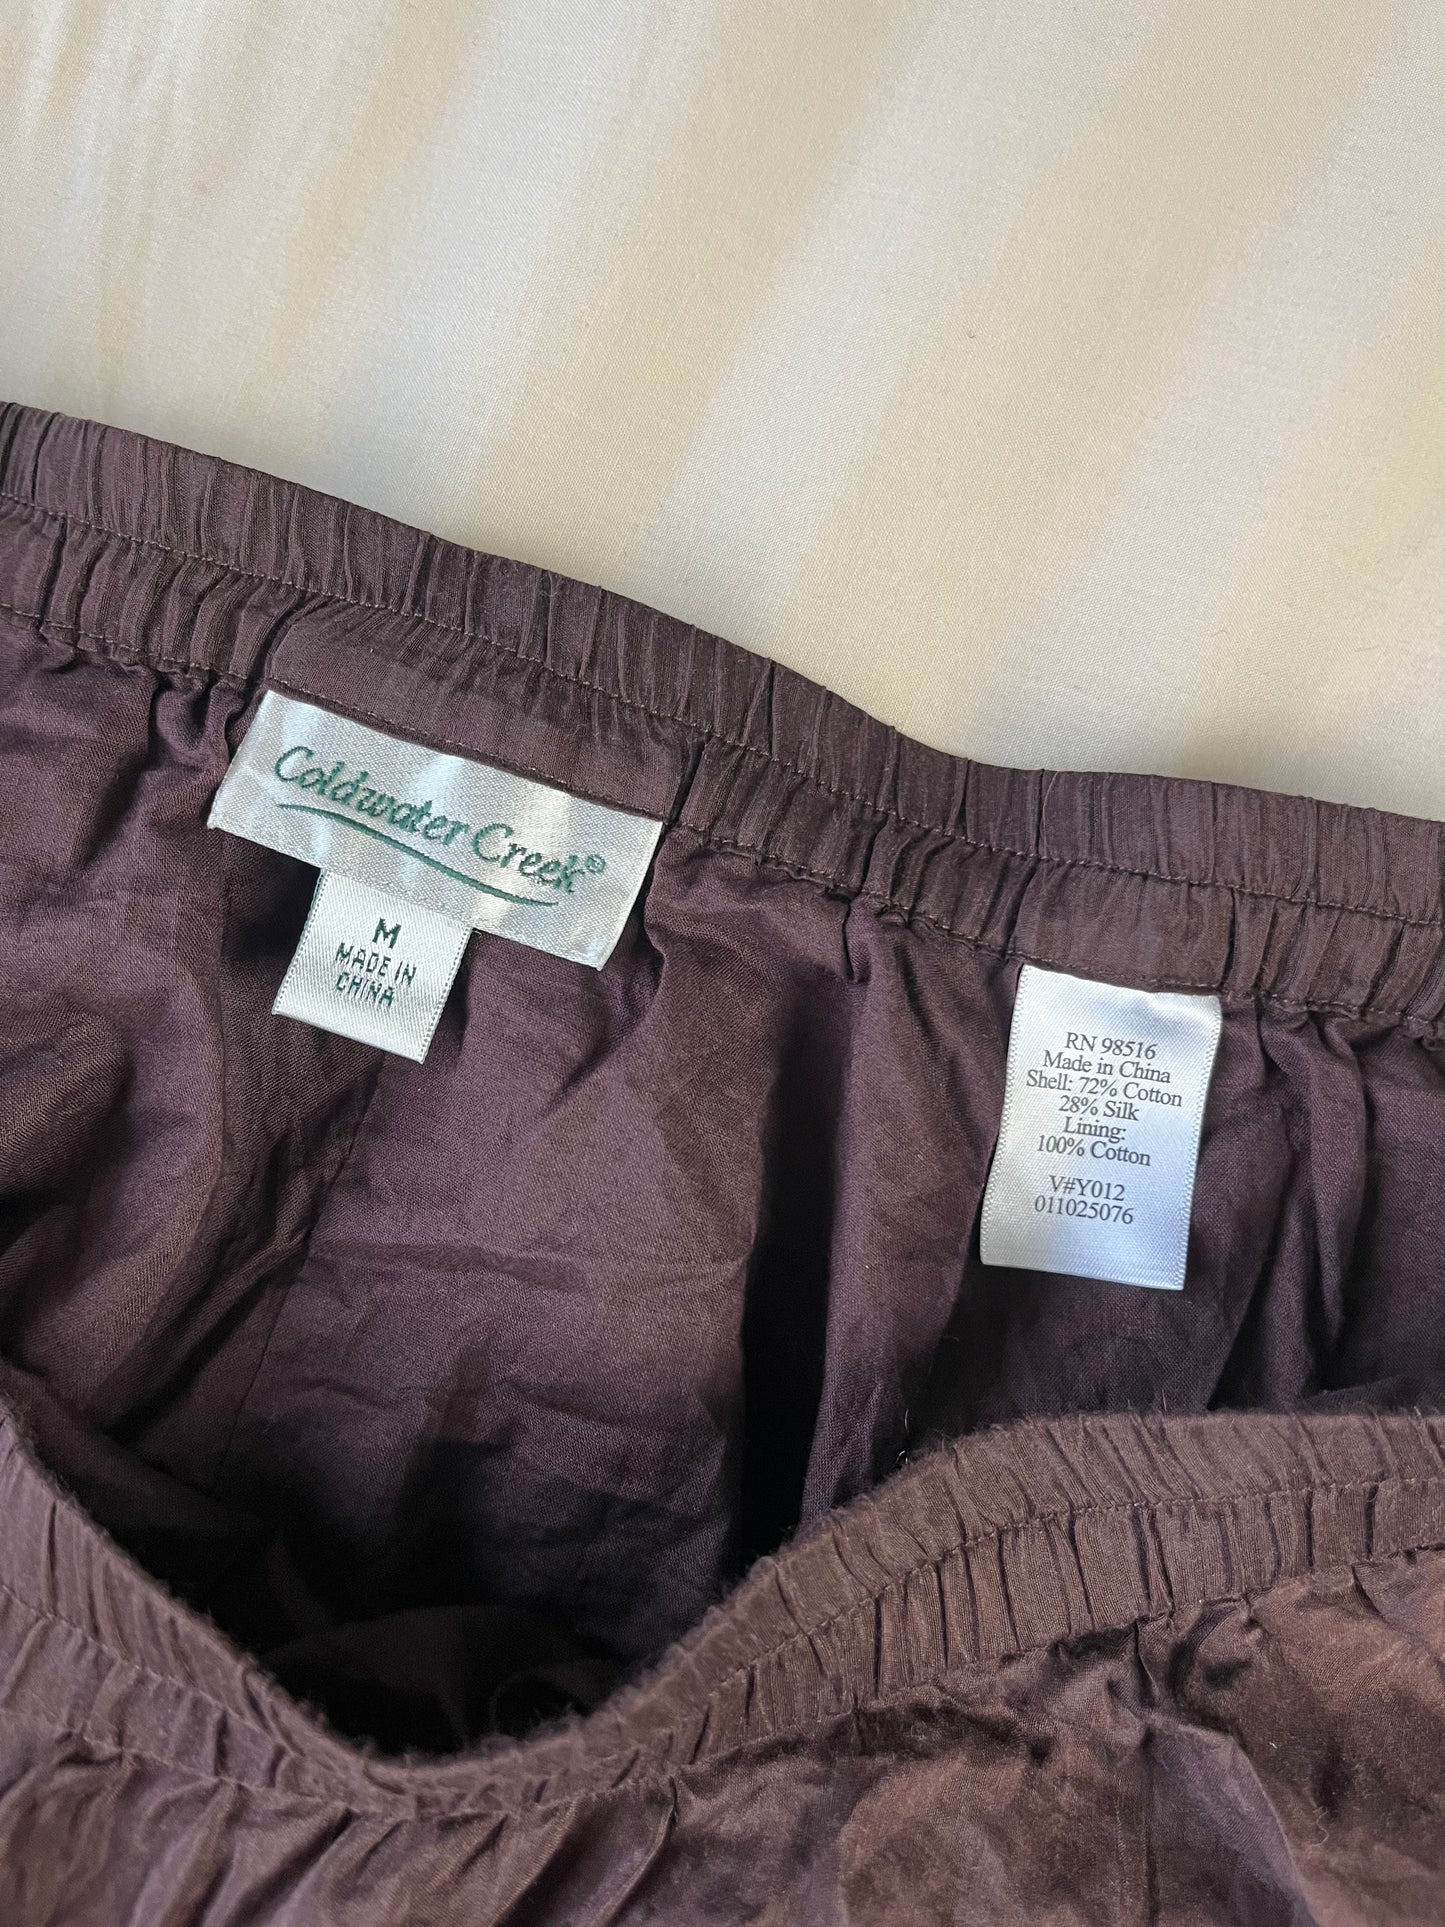 Coldwater Creek®
M
MADE IN
CHINA
RN 98516
Made in China
Shell: 72% Cotton
28% Silk
Lining:
100% Cotton
V#Y012
011025076